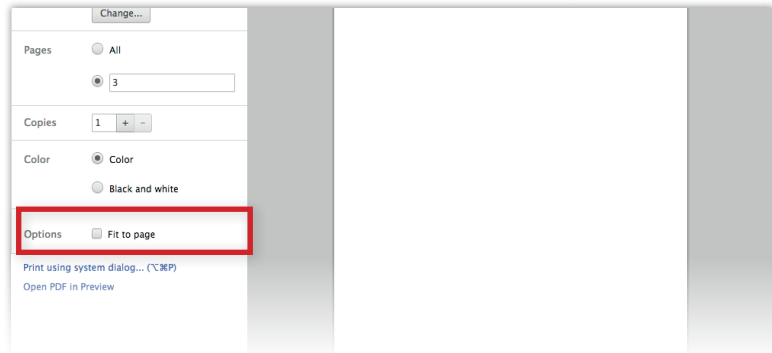 Change...
Pages All
3
Copies 1 + -
Color Color
Black and white
Options Fit to page
Print using system dialog... (⌥⌘P)
Open PDF in Preview